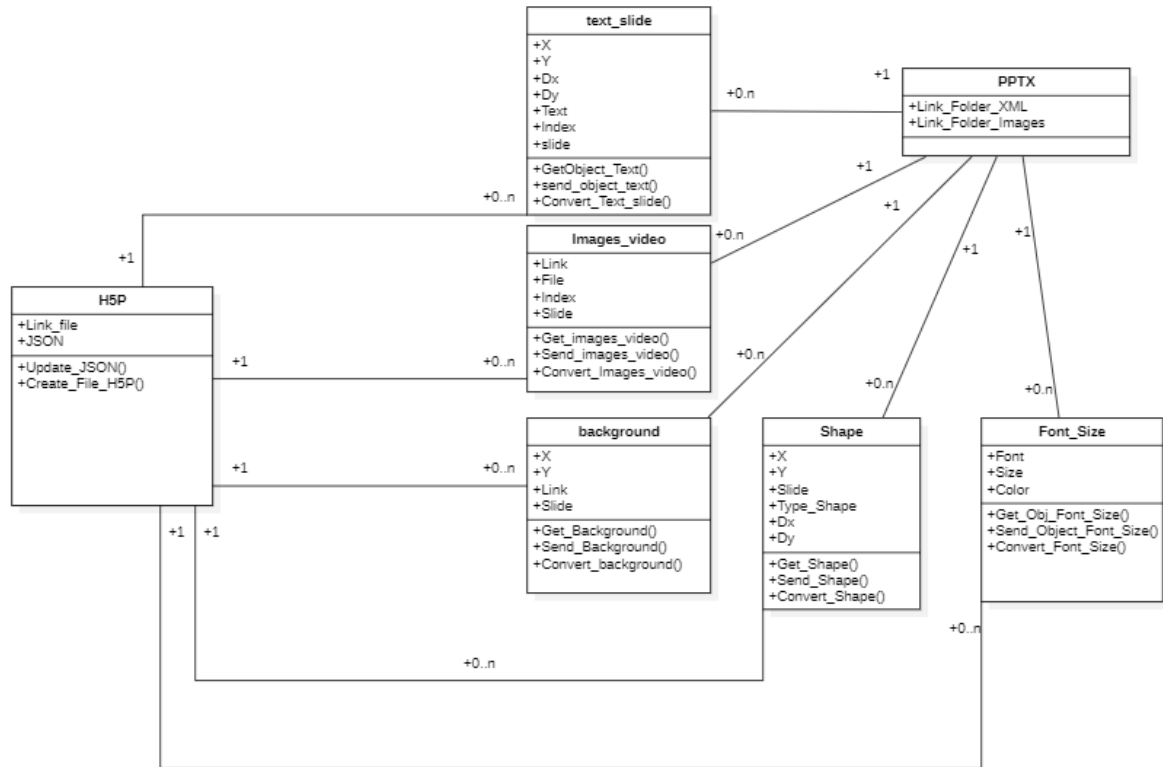 text_slide
+X
+Y
+Dx
+Dy
+Text
+Index
+slide
+GetObject_Text()
+send_object_text()
+Convert_Text_slide()
+1
+0.n
PPTX
+Link_Folder_XML
+Link_Folder_Images
+0..n
+1
+1
+1
+1
+0.n
+1
Images_video
+Link
+File
+Index
+Slide
+Get_images_video()
+Send_images_video()
+Convert_Images_video()
H5P
+Link_file
+JSON
+Update_JSON()
+Create_File_H5P()
+1
+0..n
+0.n
+0.n
+0.n
background
+X
+Y
+Link
+Slide
+Get_Background()
+Send_Background()
+Convert_background()
+1
+0..n
Shape
+X
+Y
+Slide
+Type_Shape
+Dx
+Dy
+Get_Shape()
+Send_Shape()
+Convert_Shape()
Font_Size
+Font
+Size
+Color
+Get_Obj_Font_Size()
+Send_Object_Font_Size()
+Convert_Font_Size()
+1
+1
+0..n
+0..n